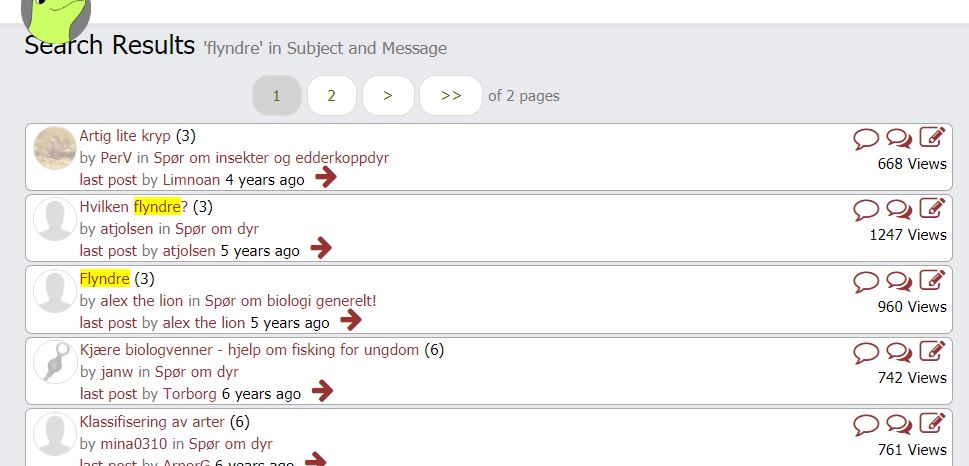 Search Results 'flyndre' in Subject and Message
1 2 > >> of 2 pages
Artig lite kryp (3)
by PerV in Spør om insekter og edderkoppdyr
668 Views
last post by Limnoan 4 years ago
Hvilken flyndre? (3)
by atjolsen in Spør om dyr
1247 Views
last post by atjolsen 5 years ago
Flyndre (3)
by alex the lion in Spør om biologi generelt!
960 Views
last post by alex the lion 5 years ago
Kjære biologvenner - hjelp om fisking for ungdom (6)
by janw in Spør om dyr
742 Views
last post by Torborg 6 years ago
Klassifisering av arter (6)
by mina0310 in Spør om dyr
761 Views
last post by ArnorG 6 years ago